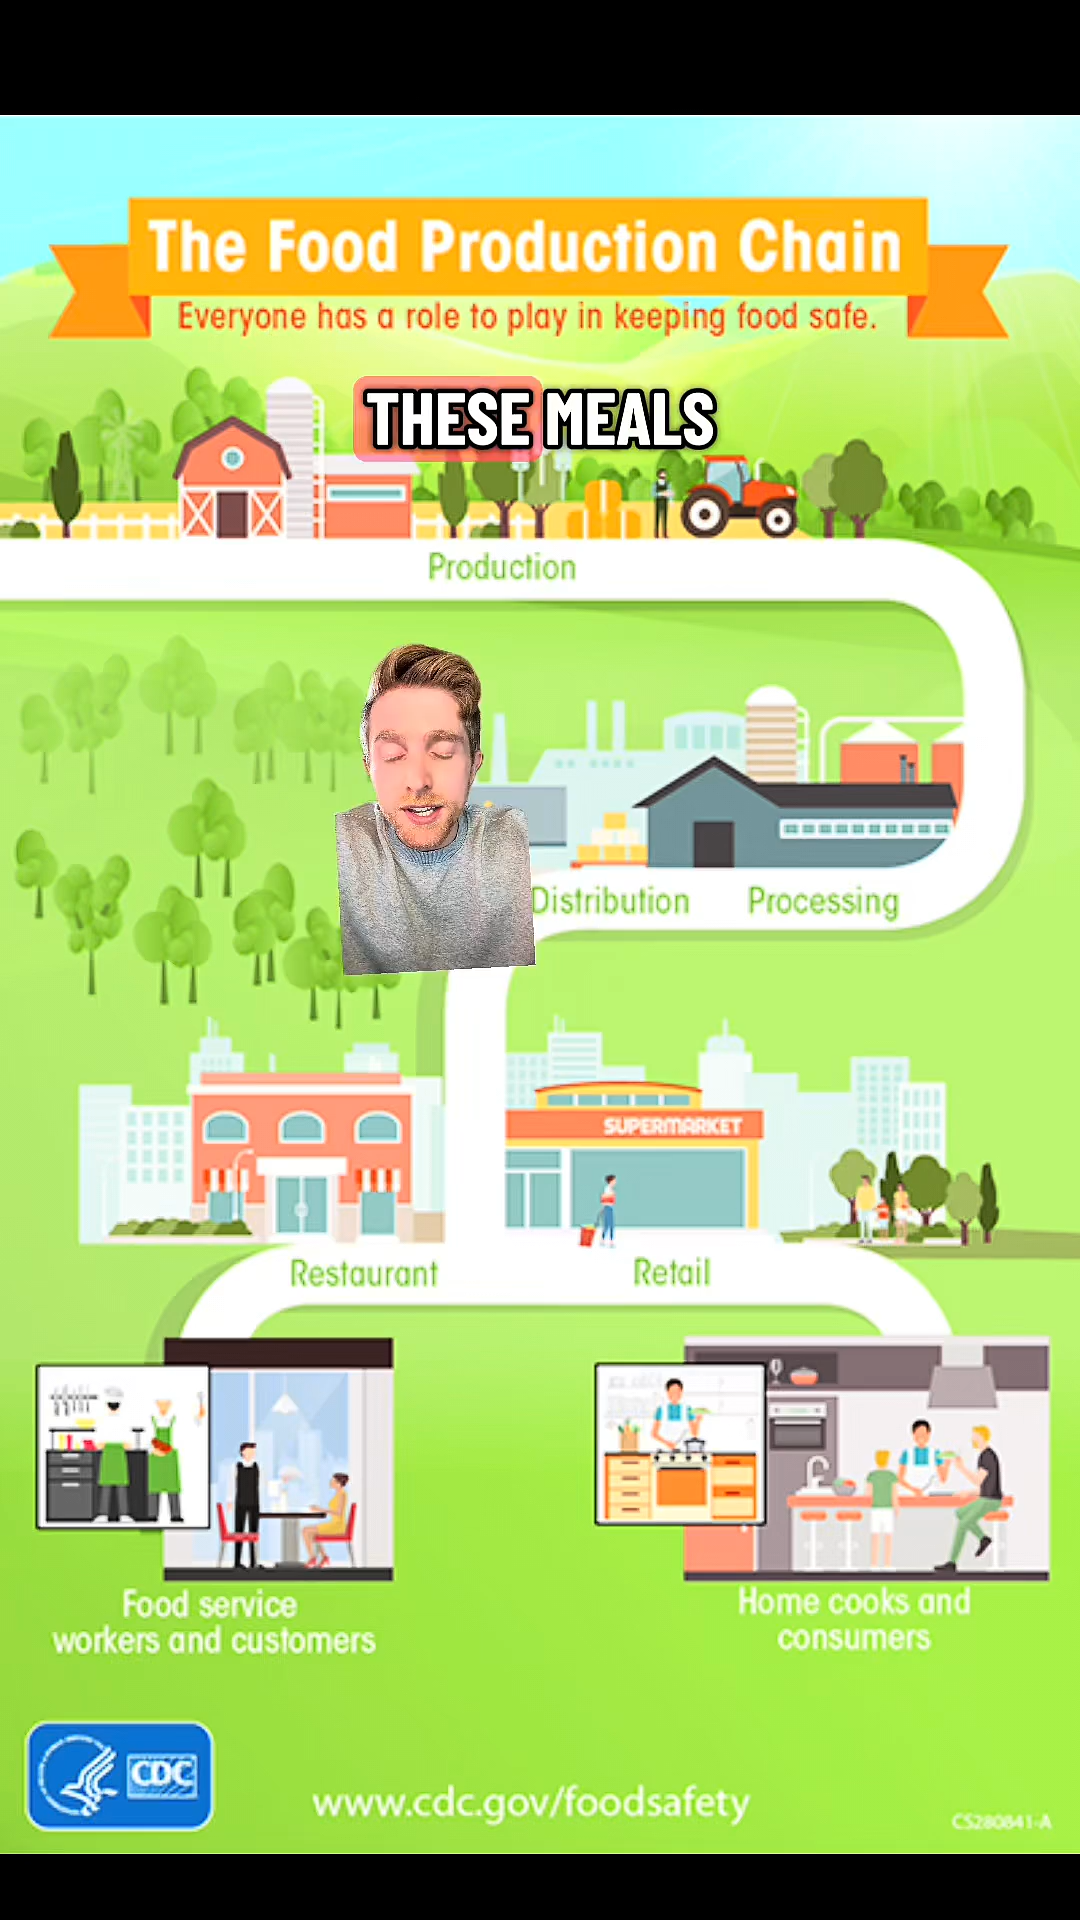 The Food Production Chain
Everyone has a role to play in keeping food safe.
THESE MEALS
Production
Distribution Processing
SUPERMARKET
Restaurant Retail
Food service
workers and customers
Home cooks and
consumers
CDC
www.cdc.gov/foodsafety
CS280841-A